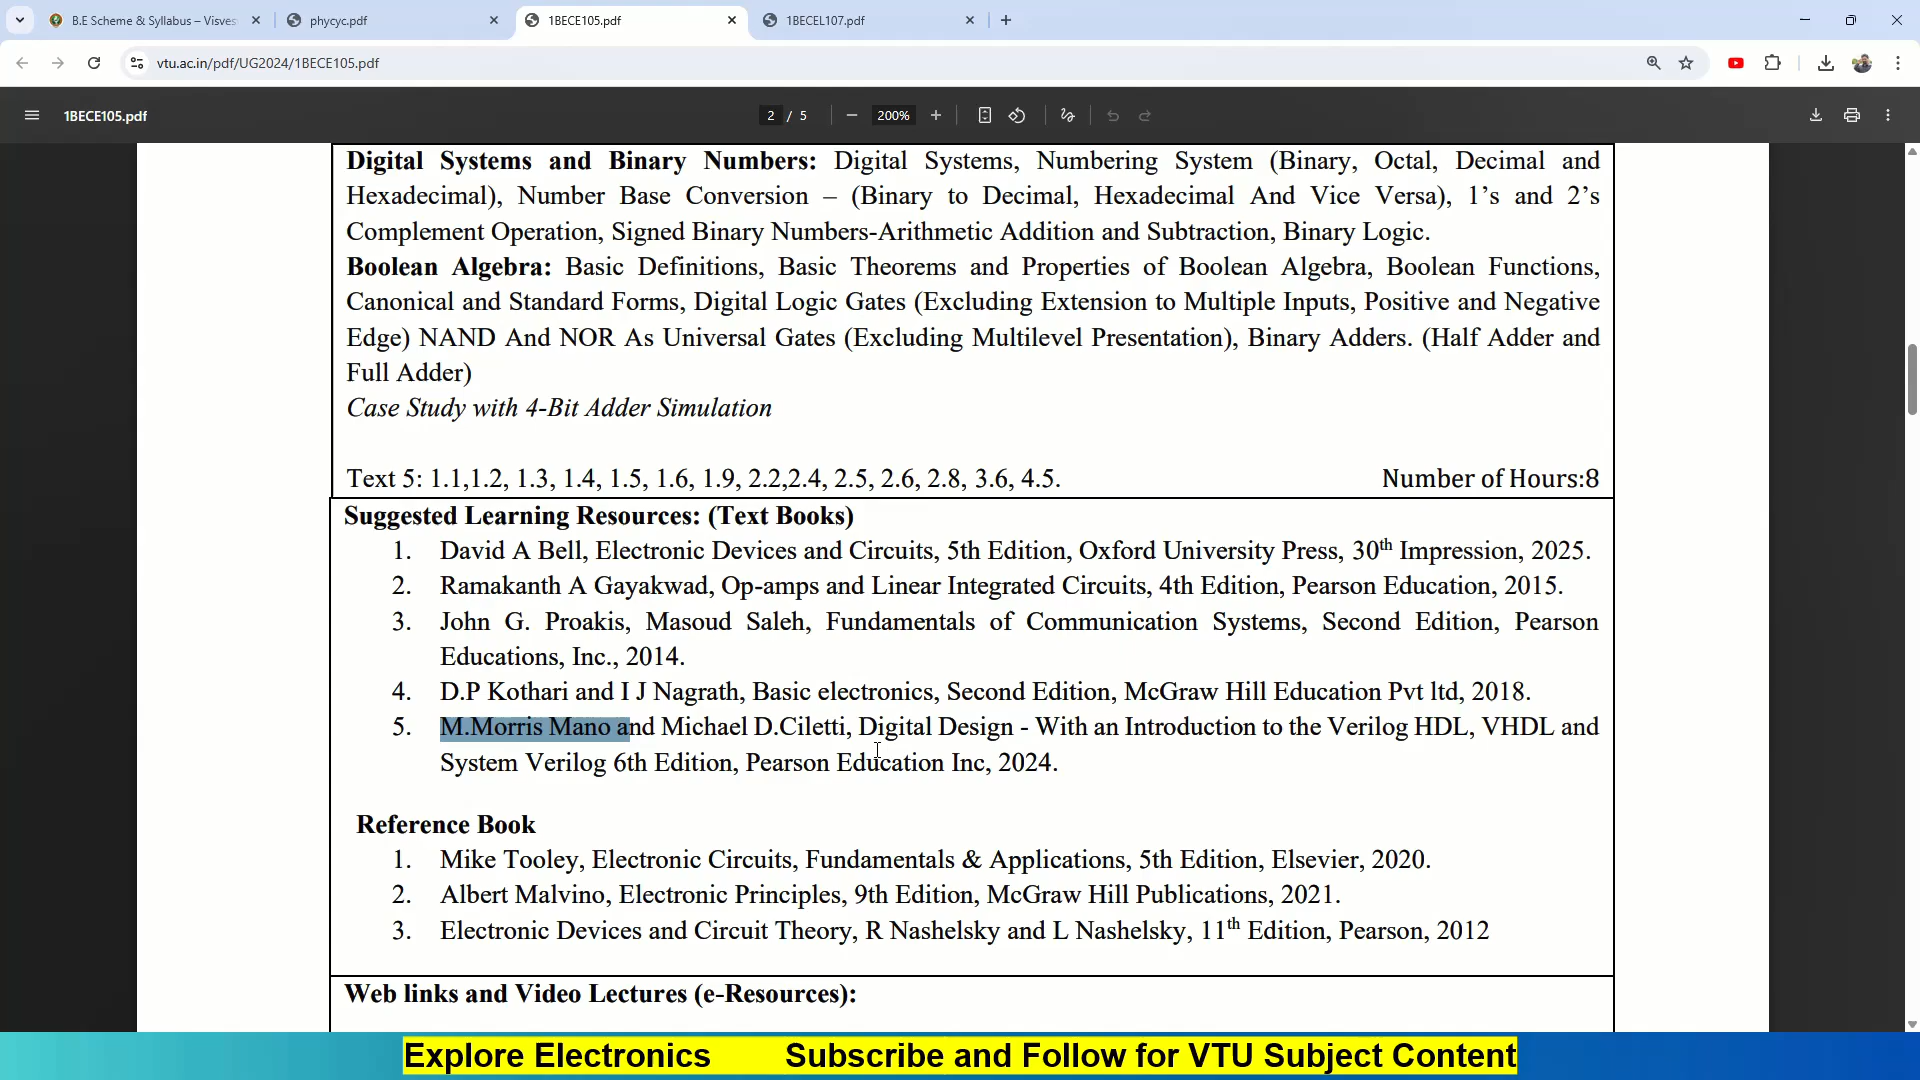 B.E Scheme & Syllabus – Visves
phycyc.pdf
1BECE105.pdf
1BECEL107.pdf
vtu.ac.in/pdf/UG2024/1BECE105.pdf
1BECE105.pdf
2 / 5
200%
Digital Systems and Binary Numbers: Digital Systems, Numbering System (Binary, Octal, Decimal and
Hexadecimal), Number Base Conversion – (Binary to Decimal, Hexadecimal And Vice Versa), 1’s and 2’s
Complement Operation, Signed Binary Numbers-Arithmetic Addition and Subtraction, Binary Logic.
Boolean Algebra: Basic Definitions, Basic Theorems and Properties of Boolean Algebra, Boolean Functions,
Canonical and Standard Forms, Digital Logic Gates (Excluding Extension to Multiple Inputs, Positive and Negative
Edge) NAND And NOR As Universal Gates (Excluding Multilevel Presentation), Binary Adders. (Half Adder and
Full Adder)
Case Study with 4-Bit Adder Simulation
Text 5: 1.1,1.2, 1.3, 1.4, 1.5, 1.6, 1.9, 2.2,2.4, 2.5, 2.6, 2.8, 3.6, 4.5. Number of Hours:8
Suggested Learning Resources: (Text Books)
1. David A Bell, Electronic Devices and Circuits, 5th Edition, Oxford University Press, 30th Impression, 2025.
2. Ramakanth A Gayakwad, Op-amps and Linear Integrated Circuits, 4th Edition, Pearson Education, 2015.
3. John G. Proakis, Masoud Saleh, Fundamentals of Communication Systems, Second Edition, Pearson
Educations, Inc., 2014.
4. D.P Kothari and I J Nagrath, Basic electronics, Second Edition, McGraw Hill Education Pvt ltd, 2018.
5. M.Morris Mano and Michael D.Ciletti, Digital Design - With an Introduction to the Verilog HDL, VHDL and
System Verilog 6th Edition, Pearson Education Inc, 2024.
Reference Book
1. Mike Tooley, Electronic Circuits, Fundamentals & Applications, 5th Edition, Elsevier, 2020.
2. Albert Malvino, Electronic Principles, 9th Edition, McGraw Hill Publications, 2021.
3. Electronic Devices and Circuit Theory, R Nashelsky and L Nashelsky, 11th Edition, Pearson, 2012
Web links and Video Lectures (e-Resources):
Explore Electronics Subscribe and Follow for VTU Subject Content